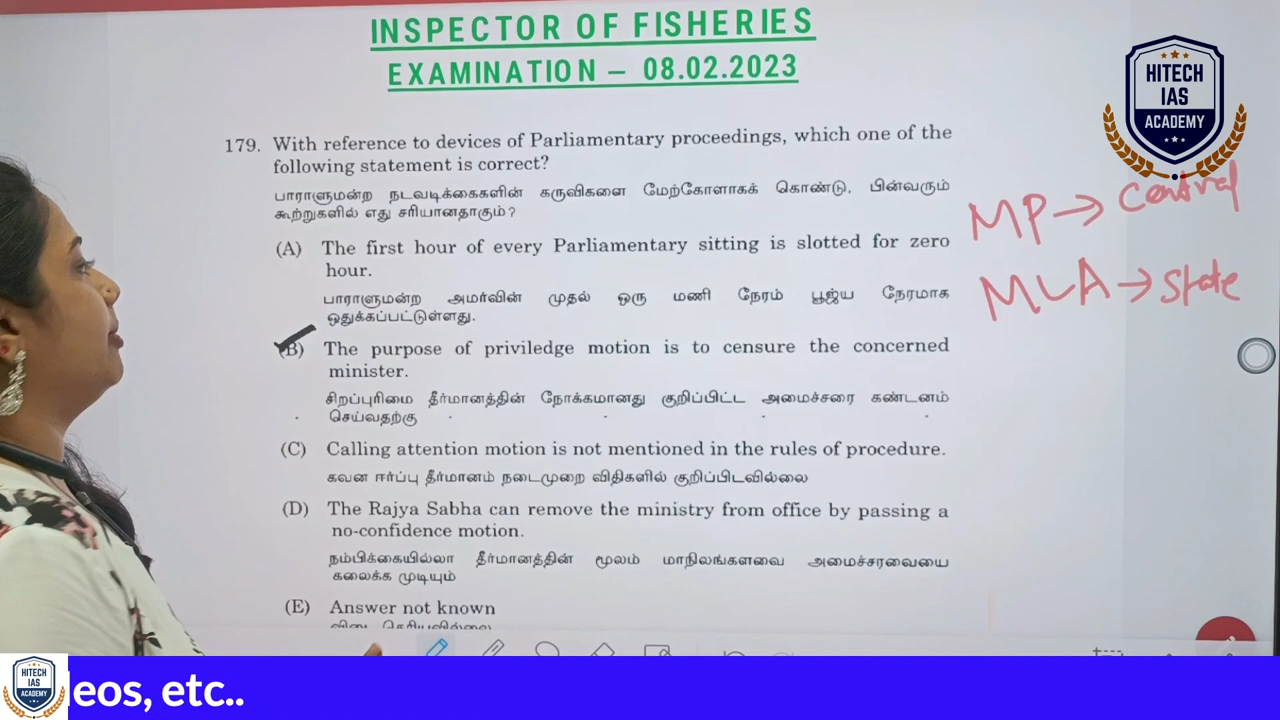 INSPECTOR OF FISHERIES
EXAMINATION – 08.02.2023
HITECH
IAS
ACADEMY
179. With reference to devices of Parliamentary proceedings, which one of the
following statement is correct?
பாராளுமன்ற நடவடிக்கைகளின் கருவிகளை மேற்கோளாகக் கொண்டு, பின்வரும்
கூற்றுகளில் எது சரியானதாகும்?
MP → Central
MLA → State
(A) The first hour of every Parliamentary sitting is slotted for zero
hour.
பாராளுமன்ற அமர்வின் முதல் ஒரு மணி நேரம் பூஜ்ய நேரமாக
ஒதுக்கப்பட்டுள்ளது.
(B) The purpose of priviledge motion is to censure the concerned
minister.
சிறப்புரிமை தீர்மானத்தின் நோக்கமானது குறிப்பிட்ட அமைச்சரை கண்டனம்
செய்வதற்கு
(C) Calling attention motion is not mentioned in the rules of procedure.
கவன ஈர்ப்பு தீர்மானம் நடைமுறை விதிகளில் குறிப்பிடவில்லை
(D) The Rajya Sabha can remove the ministry from office by passing a
no-confidence motion.
நம்பிக்கையில்லா தீர்மானத்தின் மூலம் மாநிலங்களவை அமைச்சரவையை
கலைக்க முடியும்
(E) Answer not known
விடை தெரியவில்லை
HITECH
IAS
ACADEMY
eos, etc..